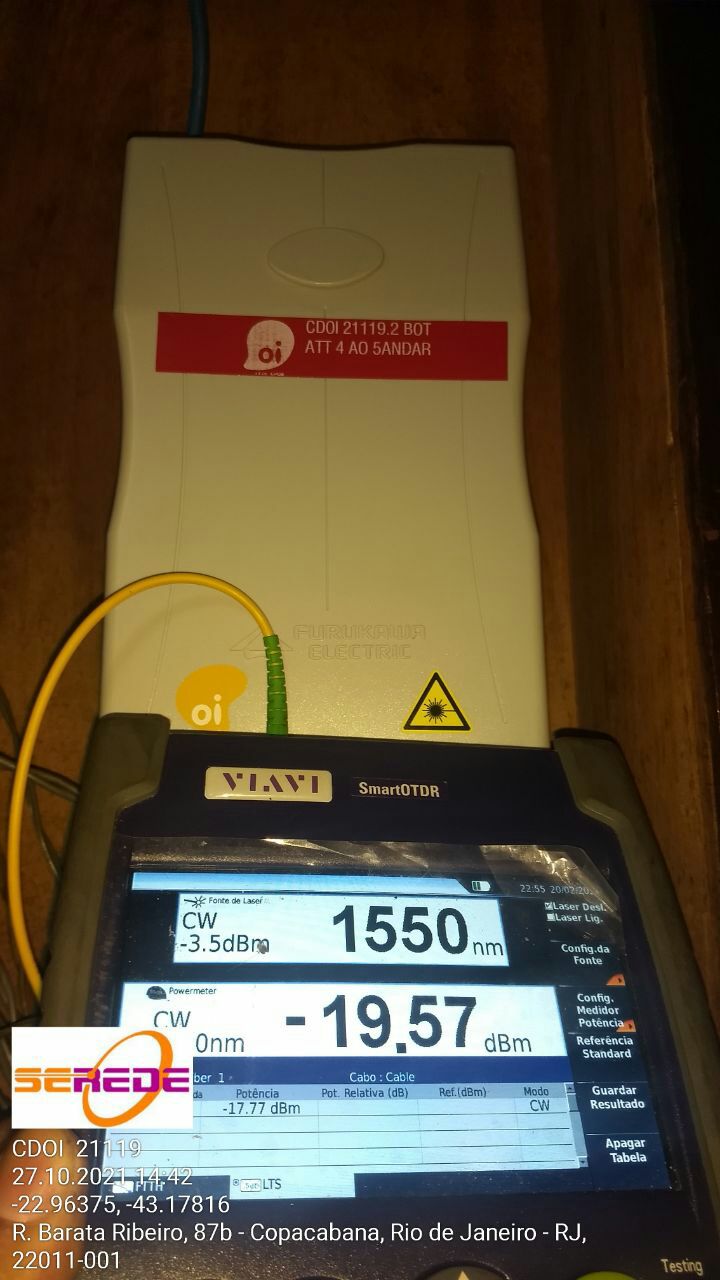 CDOI 21119.2 BOT
ATT 4 AO 5ANDAR
oi
FURUKAWA
ELECTRIC
oi
VIAVI
SmartOTDR
22:55 20/02/20
Fonte de Laser
CW
-3.5dBm
1550 nm
Laser Desl.
Laser Lig.
Config.da
Fonte
Powermeter
CW
0nm
-19.57 dBm
Config.
Medidor
Potência
Referência
Standard
ber 1
Cabo : Cable
da
Potência
Pot. Relativa (dB)
Ref.(dBm)
Modo
-17.77 dBm
CW
Guardar
Resultado
Apagar
Tabela
FTTH
LTS
Testing
SEREDE
CDOI 21119
27.10.2021 14:42
-22.96375, -43.17816
R. Barata Ribeiro, 87b - Copacabana, Rio de Janeiro - RJ,
22011-001